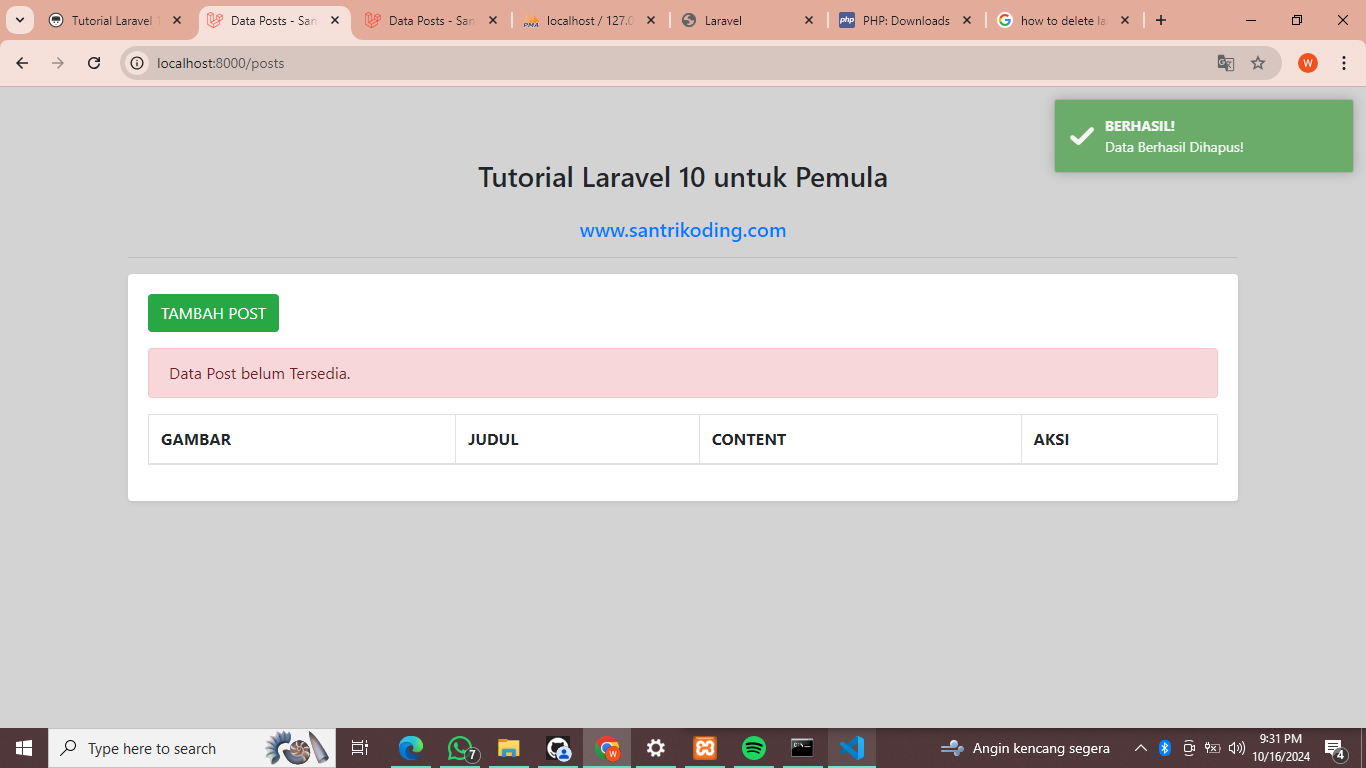 Tutorial Laravel 1
Data Posts - San
Data Posts - San
localhost / 127.0
Laravel
php
PHP: Downloads
how to delete la
localhost:8000/posts
W
BERHASIL!
Data Berhasil Dihapus!
Tutorial Laravel 10 untuk Pemula
www.santrikoding.com
TAMBAH POST
Data Post belum Tersedia.
GAMBAR JUDUL CONTENT AKSI
Type here to search
7
W
Angin kencang segera
9:31 PM
10/16/2024
4